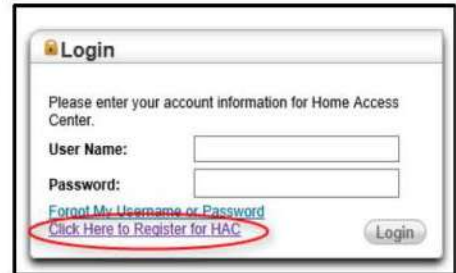 Login
Please enter your account information for Home Access
Center.
User Name:
Password:
Forgot My Username or Password
Click Here to Register for HAC
Login